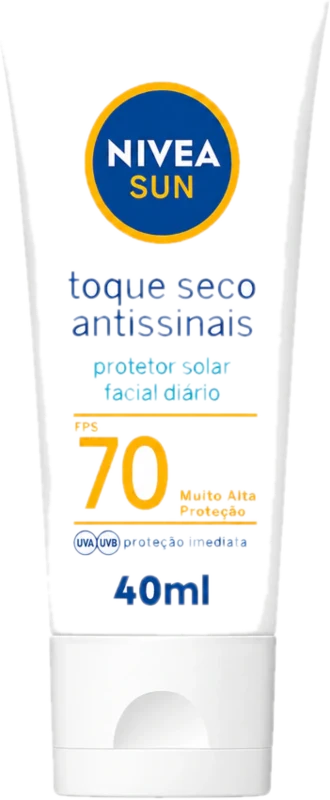 NIVEA
SUN
toque seco
antissinais
protetor solar
facial diário
FPS
70
Muito Alta
Proteção
UVA UVB proteção imediata
40ml